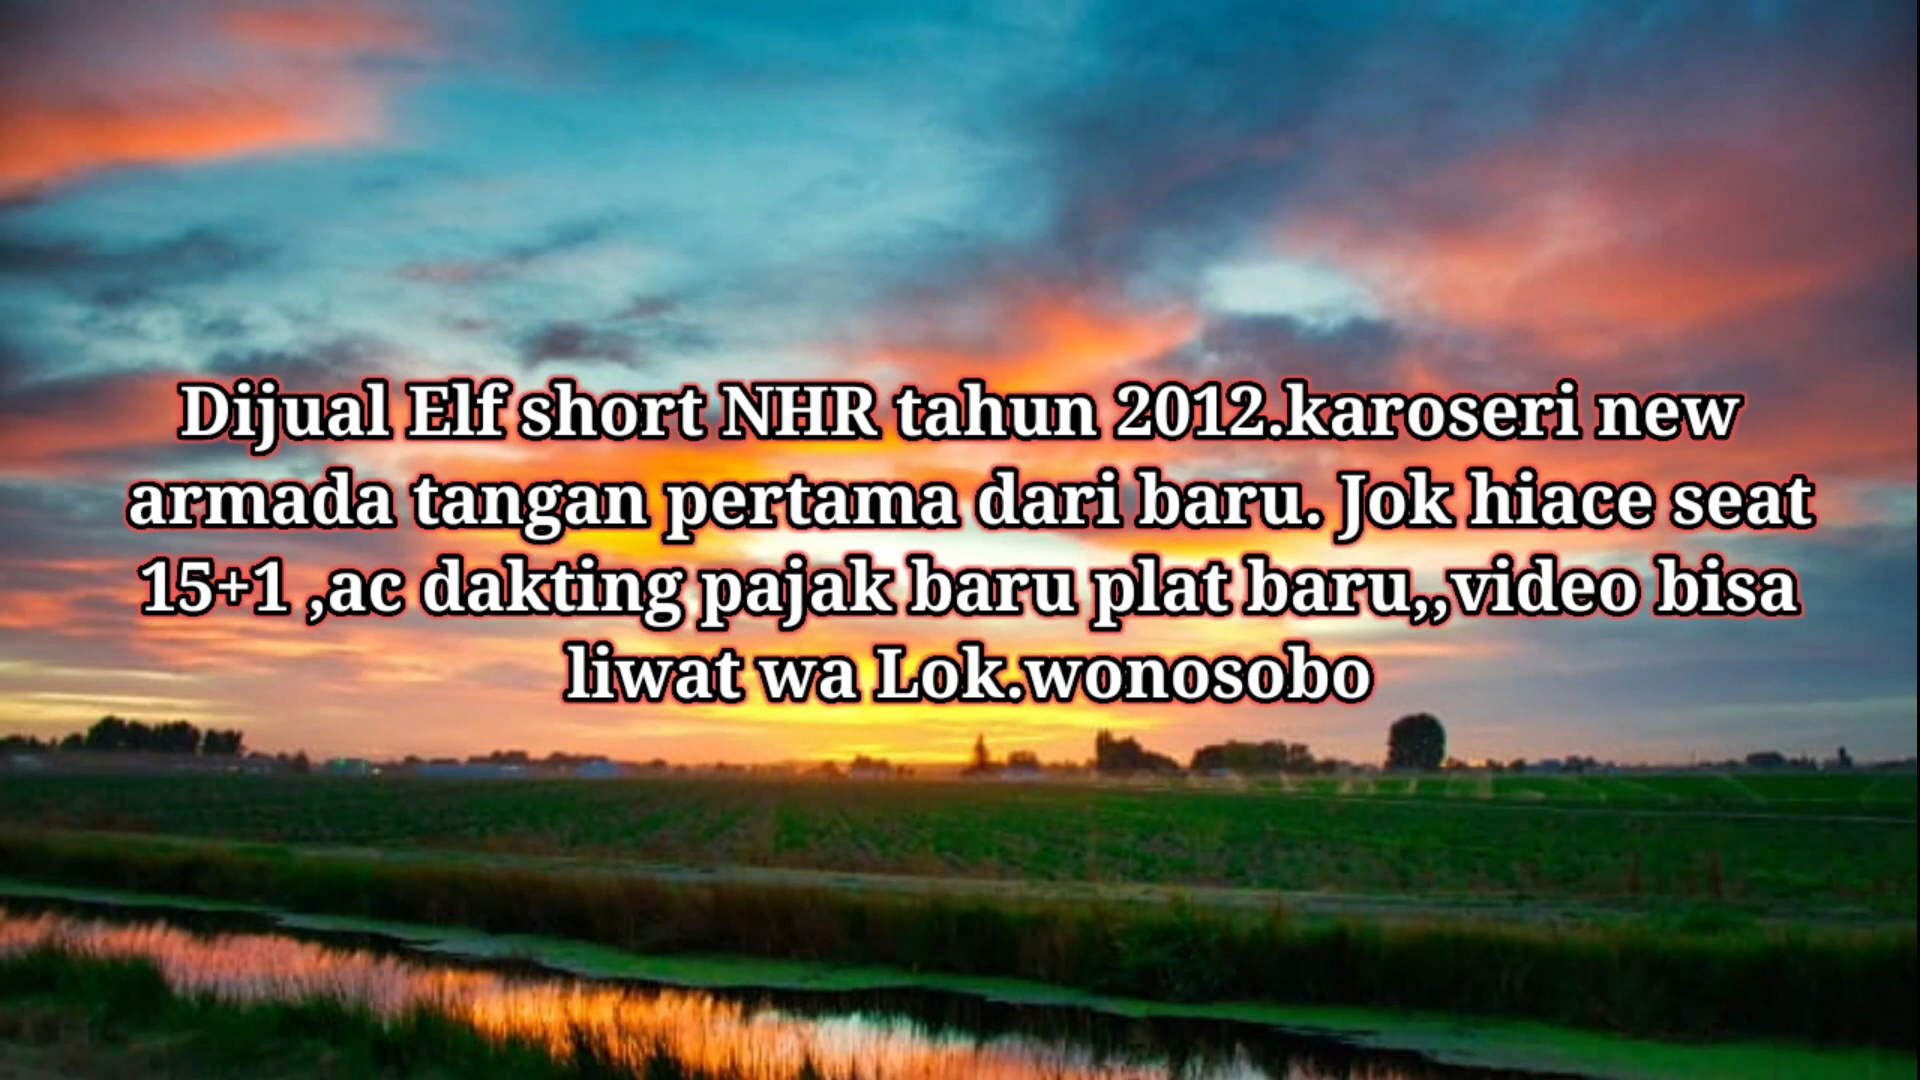 Dijual Elf short NHR tahun 2012.karoseri new
armada tangan pertama dari baru. Jok hiace seat
15+1 ,ac dakting pajak baru plat baru,,video bisa
liwat wa Lok.wonosobo